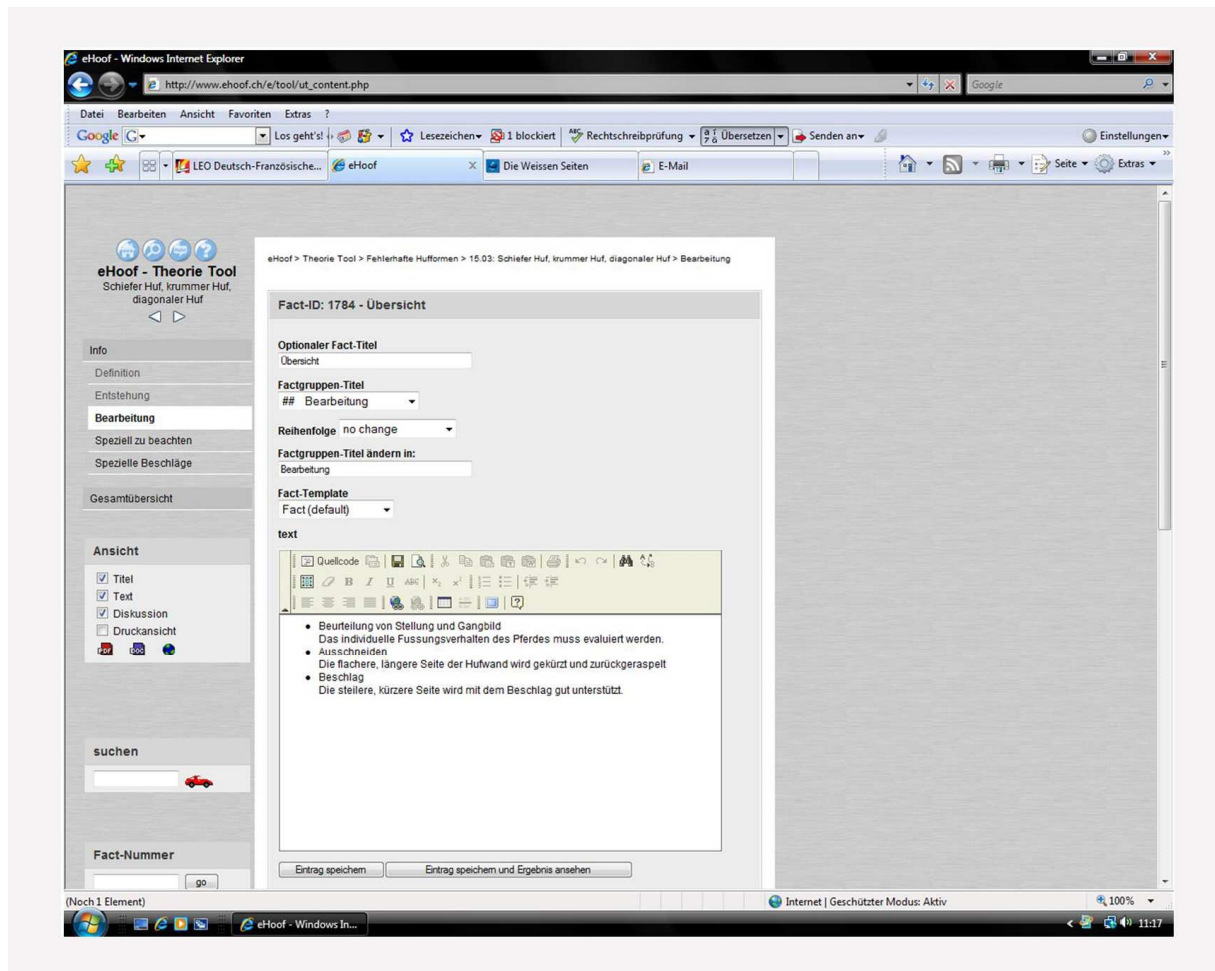 eHoof - Windows Internet Explorer
http://www.ehoof.ch/e/tool/ut_content.php
Google
Datei Bearbeiten Ansicht Favoriten Extras ?
Google G Los geht's! Lesezeichen 1 blockiert Rechtschreibprüfung Übersetzen Senden an Einstellungen
LEO Deutsch-Französische... eHoof Die Weissen Seiten E-Mail Seite Extras
eHoof - Theorie Tool
Schiefer Huf, krummer Huf,
diagonaler Huf
Info
Definition
Entstehung
Bearbeitung
Speziell zu beachten
Spezielle Beschläge
Gesamtübersicht
Ansicht
Titel
Text
Diskussion
Druckansicht
PDF DOC
suchen
Fact-Nummer
go
eHoof > Theorie Tool > Fehlerhafte Hufformen > 15.03: Schiefer Huf, krummer Huf, diagonaler Huf > Bearbeitung
Fact-ID: 1784 - Übersicht
Optionaler Fact-Titel
Übersicht
Factgruppen-Titel
## Bearbeitung
Reihenfolge no change
Factgruppen-Titel ändern in:
Bearbeitung
Fact-Template
Fact (default)
text
Quellcode
B I U ABC x₂ x²
• Beurteilung von Stellung und Gangbild
Das individuelle Fussungsverhalten des Pferdes muss evaluiert werden.
• Ausschneiden
Die flachere, längere Seite der Hufwand wird gekürzt und zurückgeraspelt
• Beschlag
Die steilere, kürzere Seite wird mit dem Beschlag gut unterstützt.
Eintrag speichern Eintrag speichern und Ergebnis ansehen
(Noch 1 Element) Internet | Geschützter Modus: Aktiv 100%
eHoof - Windows In... 11:17